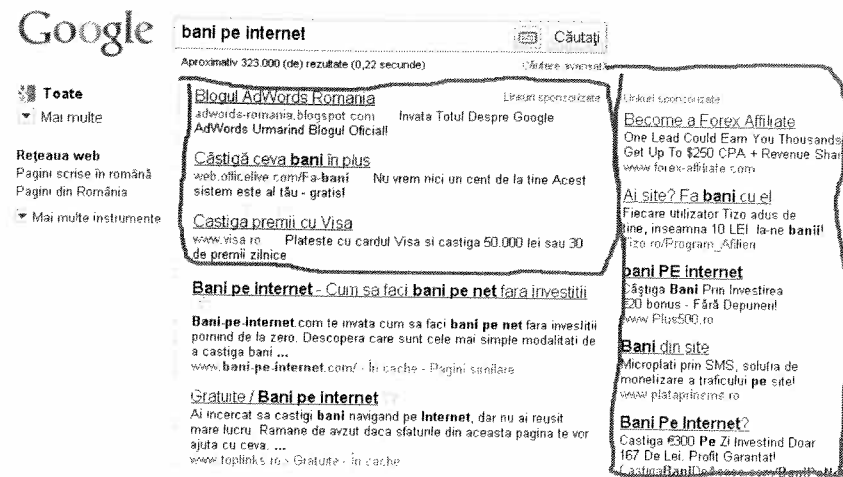 Google
bani pe internet
Căutaţi
Aproximativ 323.000 (de) rezultate (0,22 secunde)
Căutare avansată
Toate
Mai multe
Reţeaua web
Pagini scrise în română
Pagini din România
Mai multe instrumente
Blogul AdWords Romania
Linkuri sponsorizate
adwords-romania.blogspot.com Invata Totul Despre Google
AdWords Urmarind Blogul Oficial!
Câştigă ceva bani în plus
web.officelive.com/Fa-bani Nu vrem nici un cent de la tine Acest
sistem este al tău - gratis!
Castiga premii cu Visa
www.visa.ro Plateste cu cardul Visa si castiga 50.000 lei sau 30
de premii zilnice
Bani pe internet - Cum sa faci bani pe net fara investitii
Bani-pe-internet.com te invata cum sa faci bani pe net fara investitii
pornind de la zero. Descopera care sunt cele mai simple modalitati de
a castiga bani ...
www.bani-pe-internet.com/ - În cache - Pagini similare
Gratuite / Bani pe internet
Ai incercat sa castigi bani navigand pe Internet, dar nu ai reusit
mare lucru. Ramane de avzut daca sfaturile din aceasta pagina te vor
ajuta cu ceva. ...
www.toplinks.ro › Gratuite - În cache
Linkuri sponsorizate
Become a Forex Affiliate
One Lead Could Earn You Thousands
Get Up To $250 CPA + Revenue Shar
www.forex-affiliate.com
Ai site? Fa bani cu el
Fiecare utilizator Tizo adus de
tine, inseamna 10 LEI. Ia-ne banii!
Tizo.ro/Program_Afilieri
bani PE internet
Câştiga Bani Prin Investirea
€20 bonus - Fără Depuneri!
www.Plus500.ro
Bani din site
Microplati prin SMS, solutia de
monetizare a traficului pe site!
www.plataprinsms.ro
Bani Pe Internet?
Castiga €300 Pe Zi Investind Doar
167 De Lei. Profit Garantat!